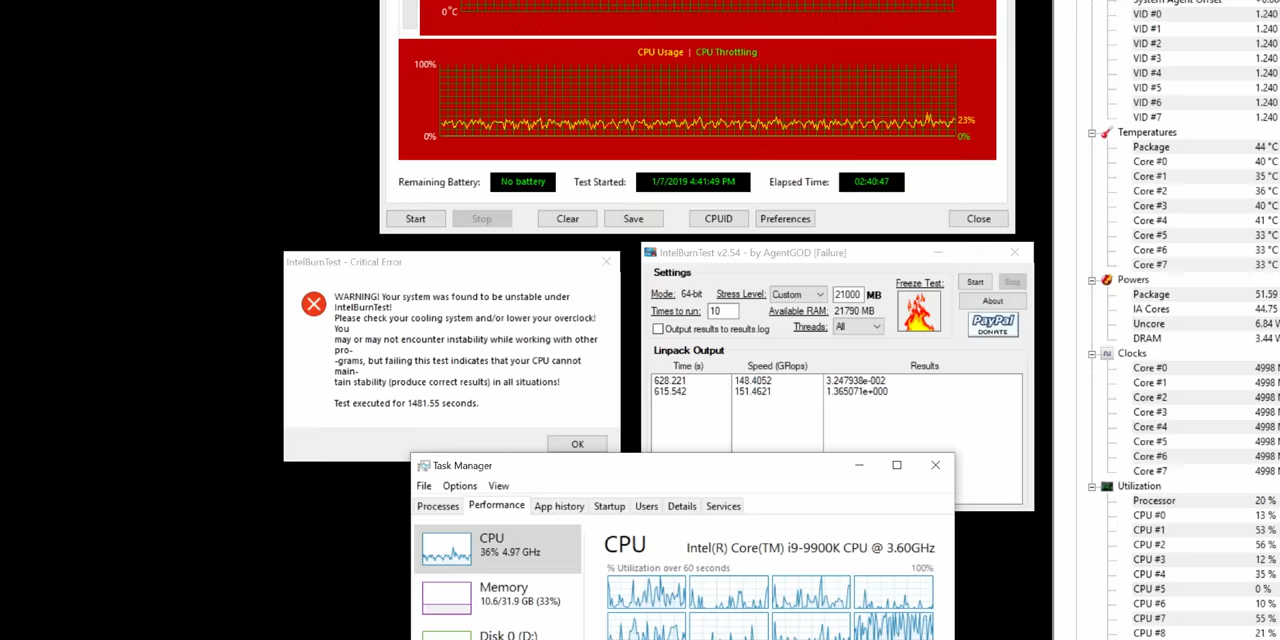 0°C
CPU Usage | CPU Throttling
100%
23%
0%
0%
Remaining Battery: No battery Test Started: 1/7/2019 4:41:49 PM Elapsed Time: 02:40:47
Start Stop Clear Save CPUID Preferences Close
IntelBurnTest - Critical Error
WARNING! Your system was found to be unstable under
IntelBurnTest!
Please check your cooling system and/or lower your overclock!
You
may or may not encounter instability while working with other
pro-
-grams, but failing this test indicates that your CPU cannot
main-
tain stability (produce correct results) in all situations!
Test executed for 1481.55 seconds.
OK
IntelBurnTest v2.54 - by AgentGOD [Failure]
Settings
Mode: 64-bit Stress Level: Custom 21000 MB
Times to run: 10 Available RAM: 21790 MB
Output results to results.log Threads: All
Freeze Test:
Start Stop
About
PayPal
DONATE
Linpack Output
Time (s) Speed (GFlops) Results
628.221 148.4052 3.247938e-002
615.542 151.4621 1.365071e+000
Task Manager
File Options View
Processes Performance App history Startup Users Details Services
CPU
36% 4.97 GHz
Memory
10.6/31.9 GB (33%)
Disk 0 (D:)
CPU Intel(R) Core(TM) i9-9900K CPU @ 3.60GHz
% Utilization over 60 seconds 100%
System Agent Offset
VID #0 1.240
VID #1 1.240
VID #2 1.240
VID #3 1.240
VID #4 1.240
VID #5 1.240
VID #6 1.240
VID #7 1.240
Temperatures
Package 44 °C
Core #0 40 °C
Core #1 35 °C
Core #2 36 °C
Core #3 40 °C
Core #4 41 °C
Core #5 33 °C
Core #6 33 °C
Core #7 33 °C
Powers
Package 51.59
IA Cores 44.75
Uncore 6.84 W
DRAM 3.44 W
Clocks
Core #0 4998 M
Core #1 4998 M
Core #2 4998 M
Core #3 4998 M
Core #4 4998 M
Core #5 4998 M
Core #6 4998 M
Core #7 4998 M
Utilization
Processor 20 %
CPU #0 13 %
CPU #1 53 %
CPU #2 56 %
CPU #3 12 %
CPU #4 35 %
CPU #5 0 %
CPU #6 10 %
CPU #7 55 %
CPU #8 21 %